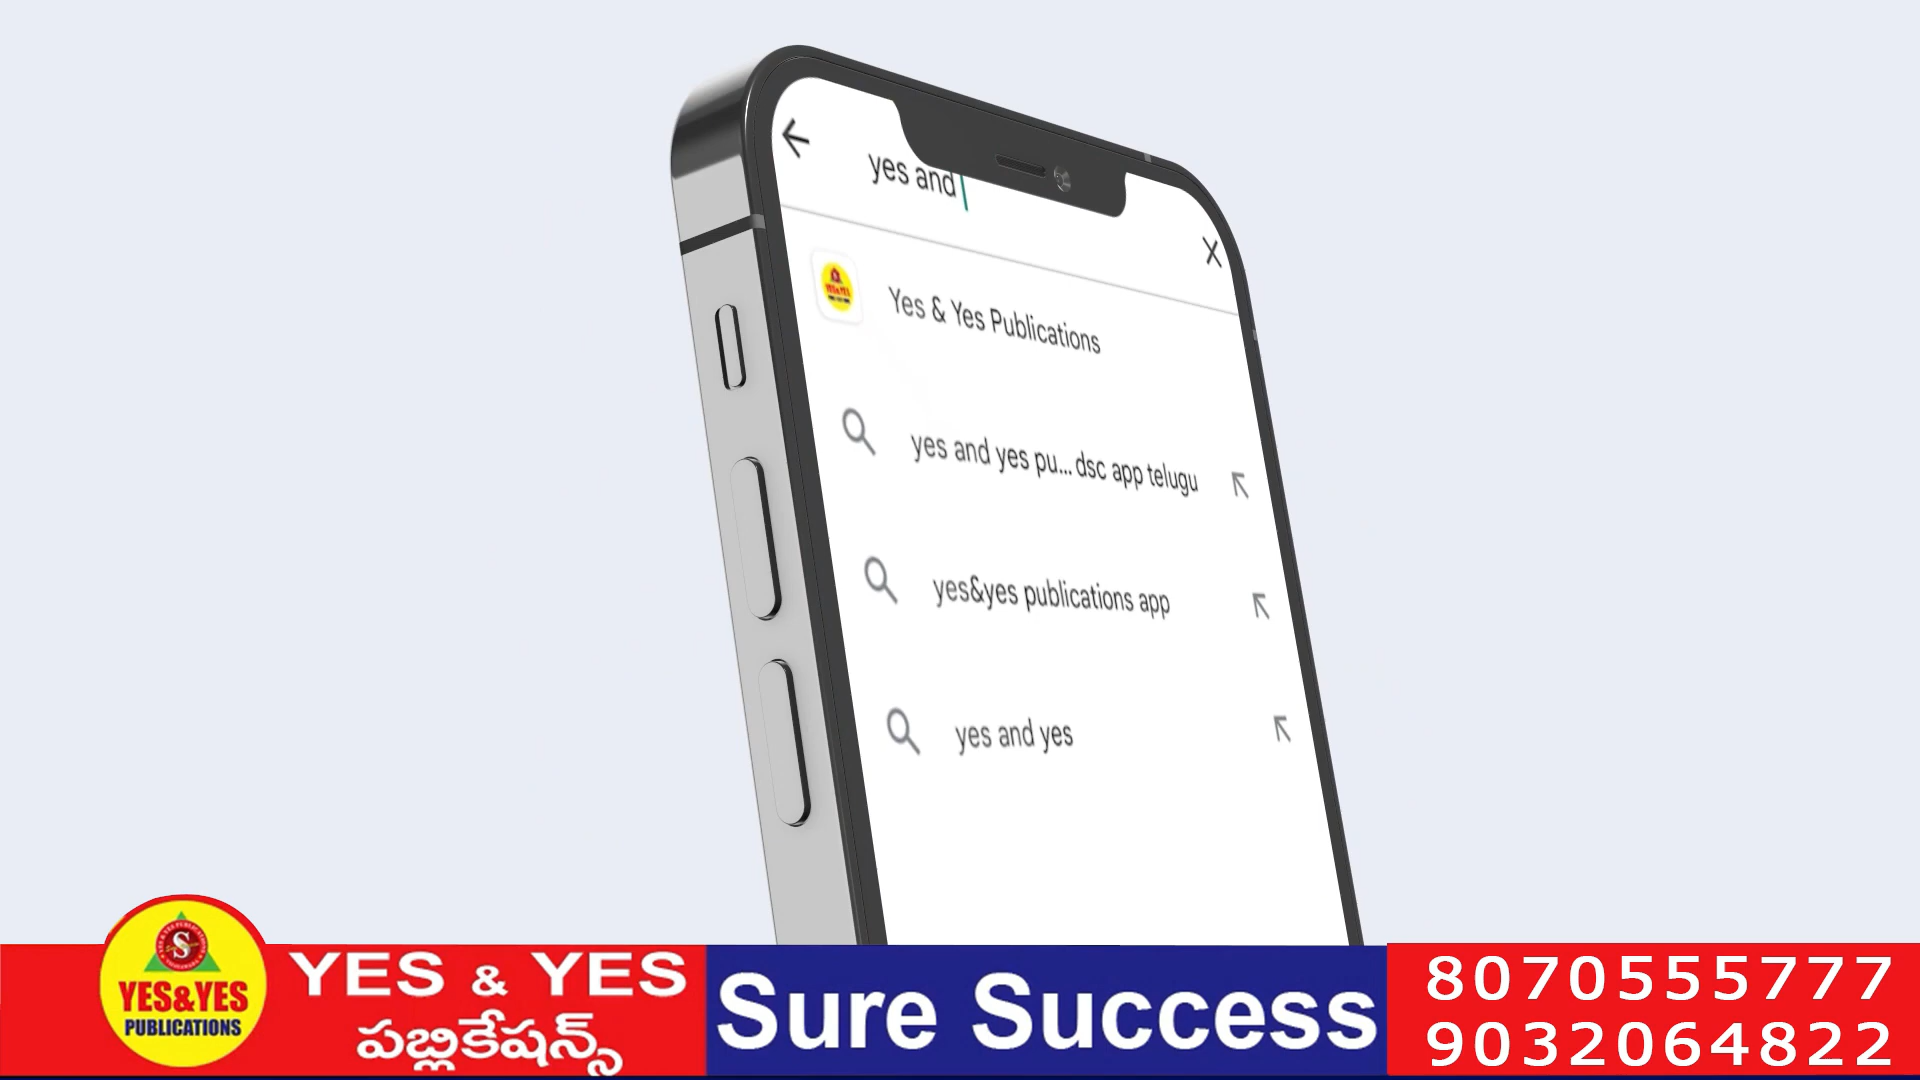 yes and
Yes & Yes Publications
yes and yes pu... dsc app telugu
yes&yes publications app
yes and yes
YES&YES
PUBLICATIONS
YES & YES
పబ్లికేషన్స్
Sure Success
8070555777
9032064822